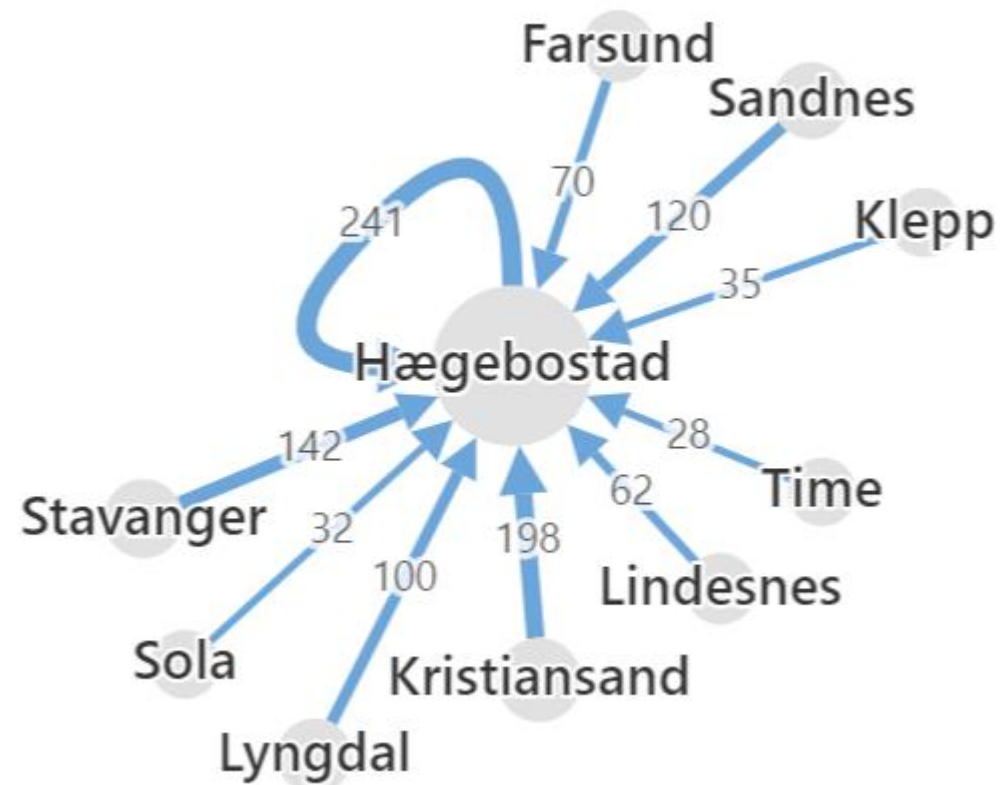 Farsund
Sandnes
70
241
120
Klepp
35
Hægebostad
142
28
Time
62
Stavanger
32
198
100
Lindesnes
Sola
Kristiansand
Lyngdal